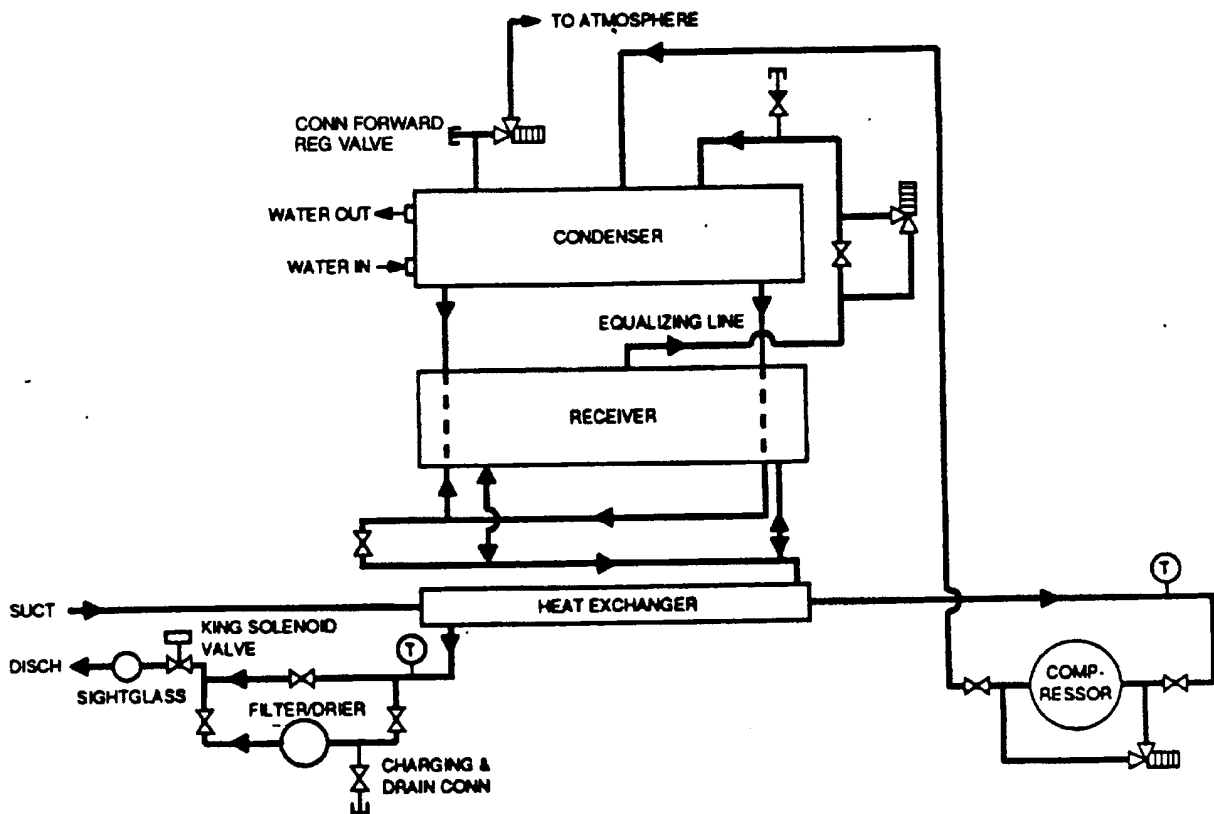 TO ATMOSPHERE
CONN FORWARD
REG VALVE
WATER OUT
CONDENSER
WATER IN
EQUALIZING LINE
RECEIVER
T
SUCT
HEAT EXCHANGER
KING SOLENOID
VALVE
T
DISCH
SIGHTGLASS
COMP-
RESSOR
FILTER/DRIER
CHARGING &
DRAIN CONN